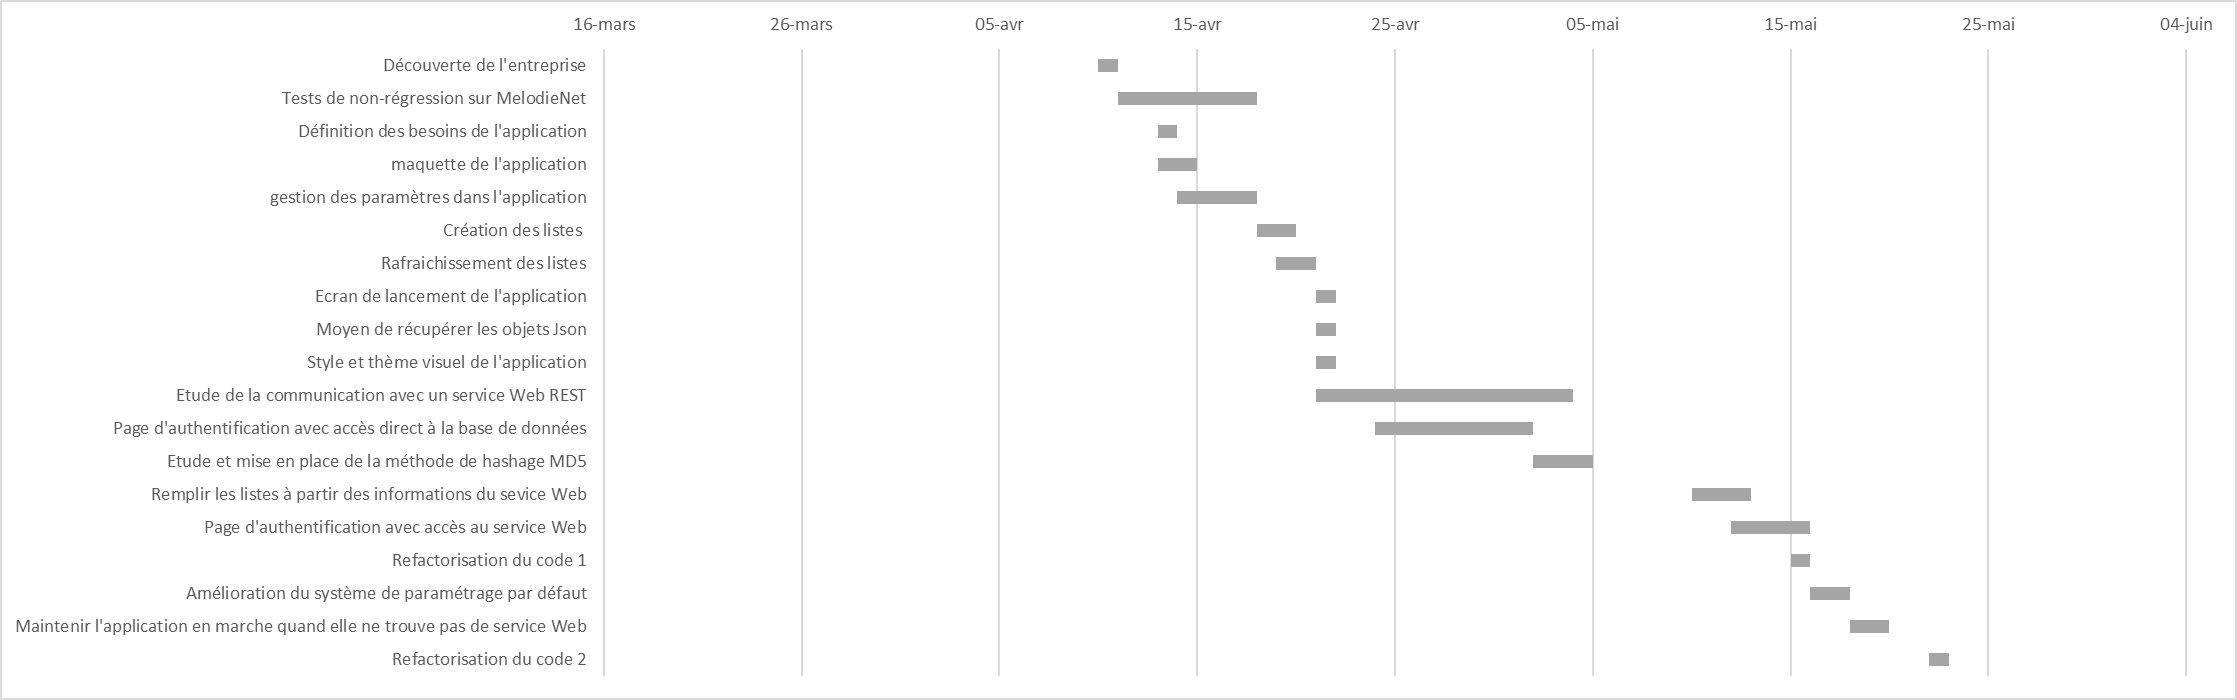 16-mars 26-mars 05-avr 15-avr 25-avr 05-mai 15-mai 25-mai 04-juin
Découverte de l'entreprise
Tests de non-régression sur MelodieNet
Définition des besoins de l'application
maquette de l'application
gestion des paramètres dans l'application
Création des listes
Rafraichissement des listes
Ecran de lancement de l'application
Moyen de récupérer les objets Json
Style et thème visuel de l'application
Etude de la communication avec un service Web REST
Page d'authentification avec accès direct à la base de données
Etude et mise en place de la méthode de hashage MD5
Remplir les listes à partir des informations du sevice Web
Page d'authentification avec accès au service Web
Refactorisation du code 1
Amélioration du système de paramétrage par défaut
Maintenir l'application en marche quand elle ne trouve pas de service Web
Refactorisation du code 2